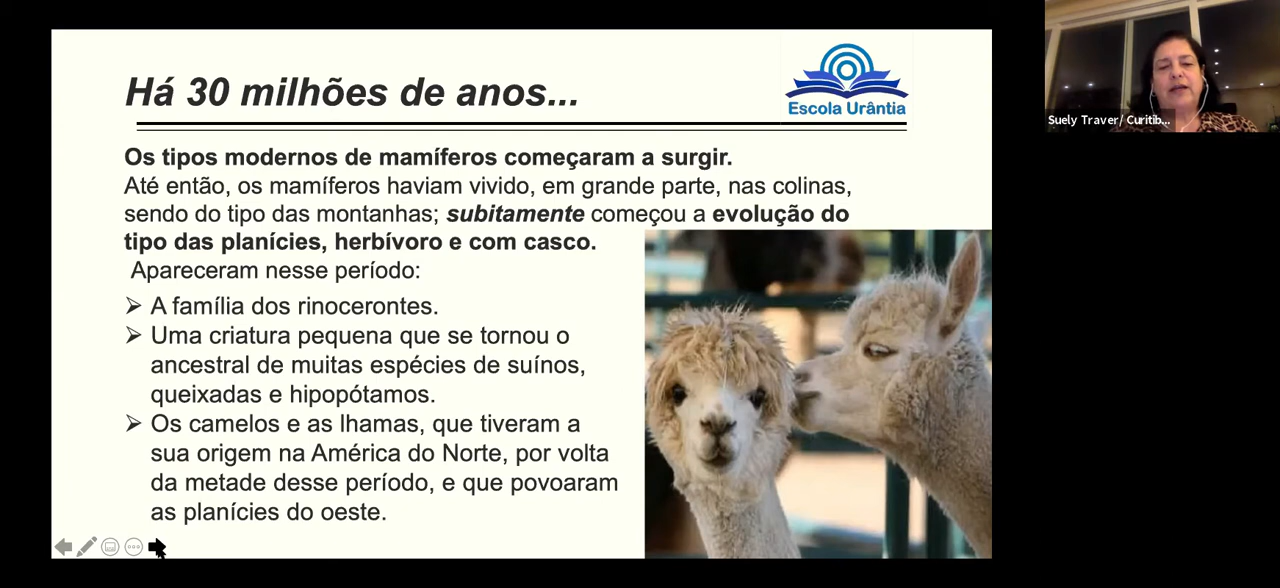 Há 30 milhões de anos...
Escola Urântia
Os tipos modernos de mamíferos começaram a surgir.
Até então, os mamíferos haviam vivido, em grande parte, nas colinas,
sendo do tipo das montanhas; subitamente começou a evolução do
tipo das planícies, herbívoro e com casco.
Apareceram nesse período:
➢ A família dos rinocerontes.
➢ Uma criatura pequena que se tornou o
ancestral de muitas espécies de suínos,
queixadas e hipopótamos.
➢ Os camelos e as lhamas, que tiveram a
sua origem na América do Norte, por volta
da metade desse período, e que povoaram
as planícies do oeste.
Suely Traver/ Curitib...